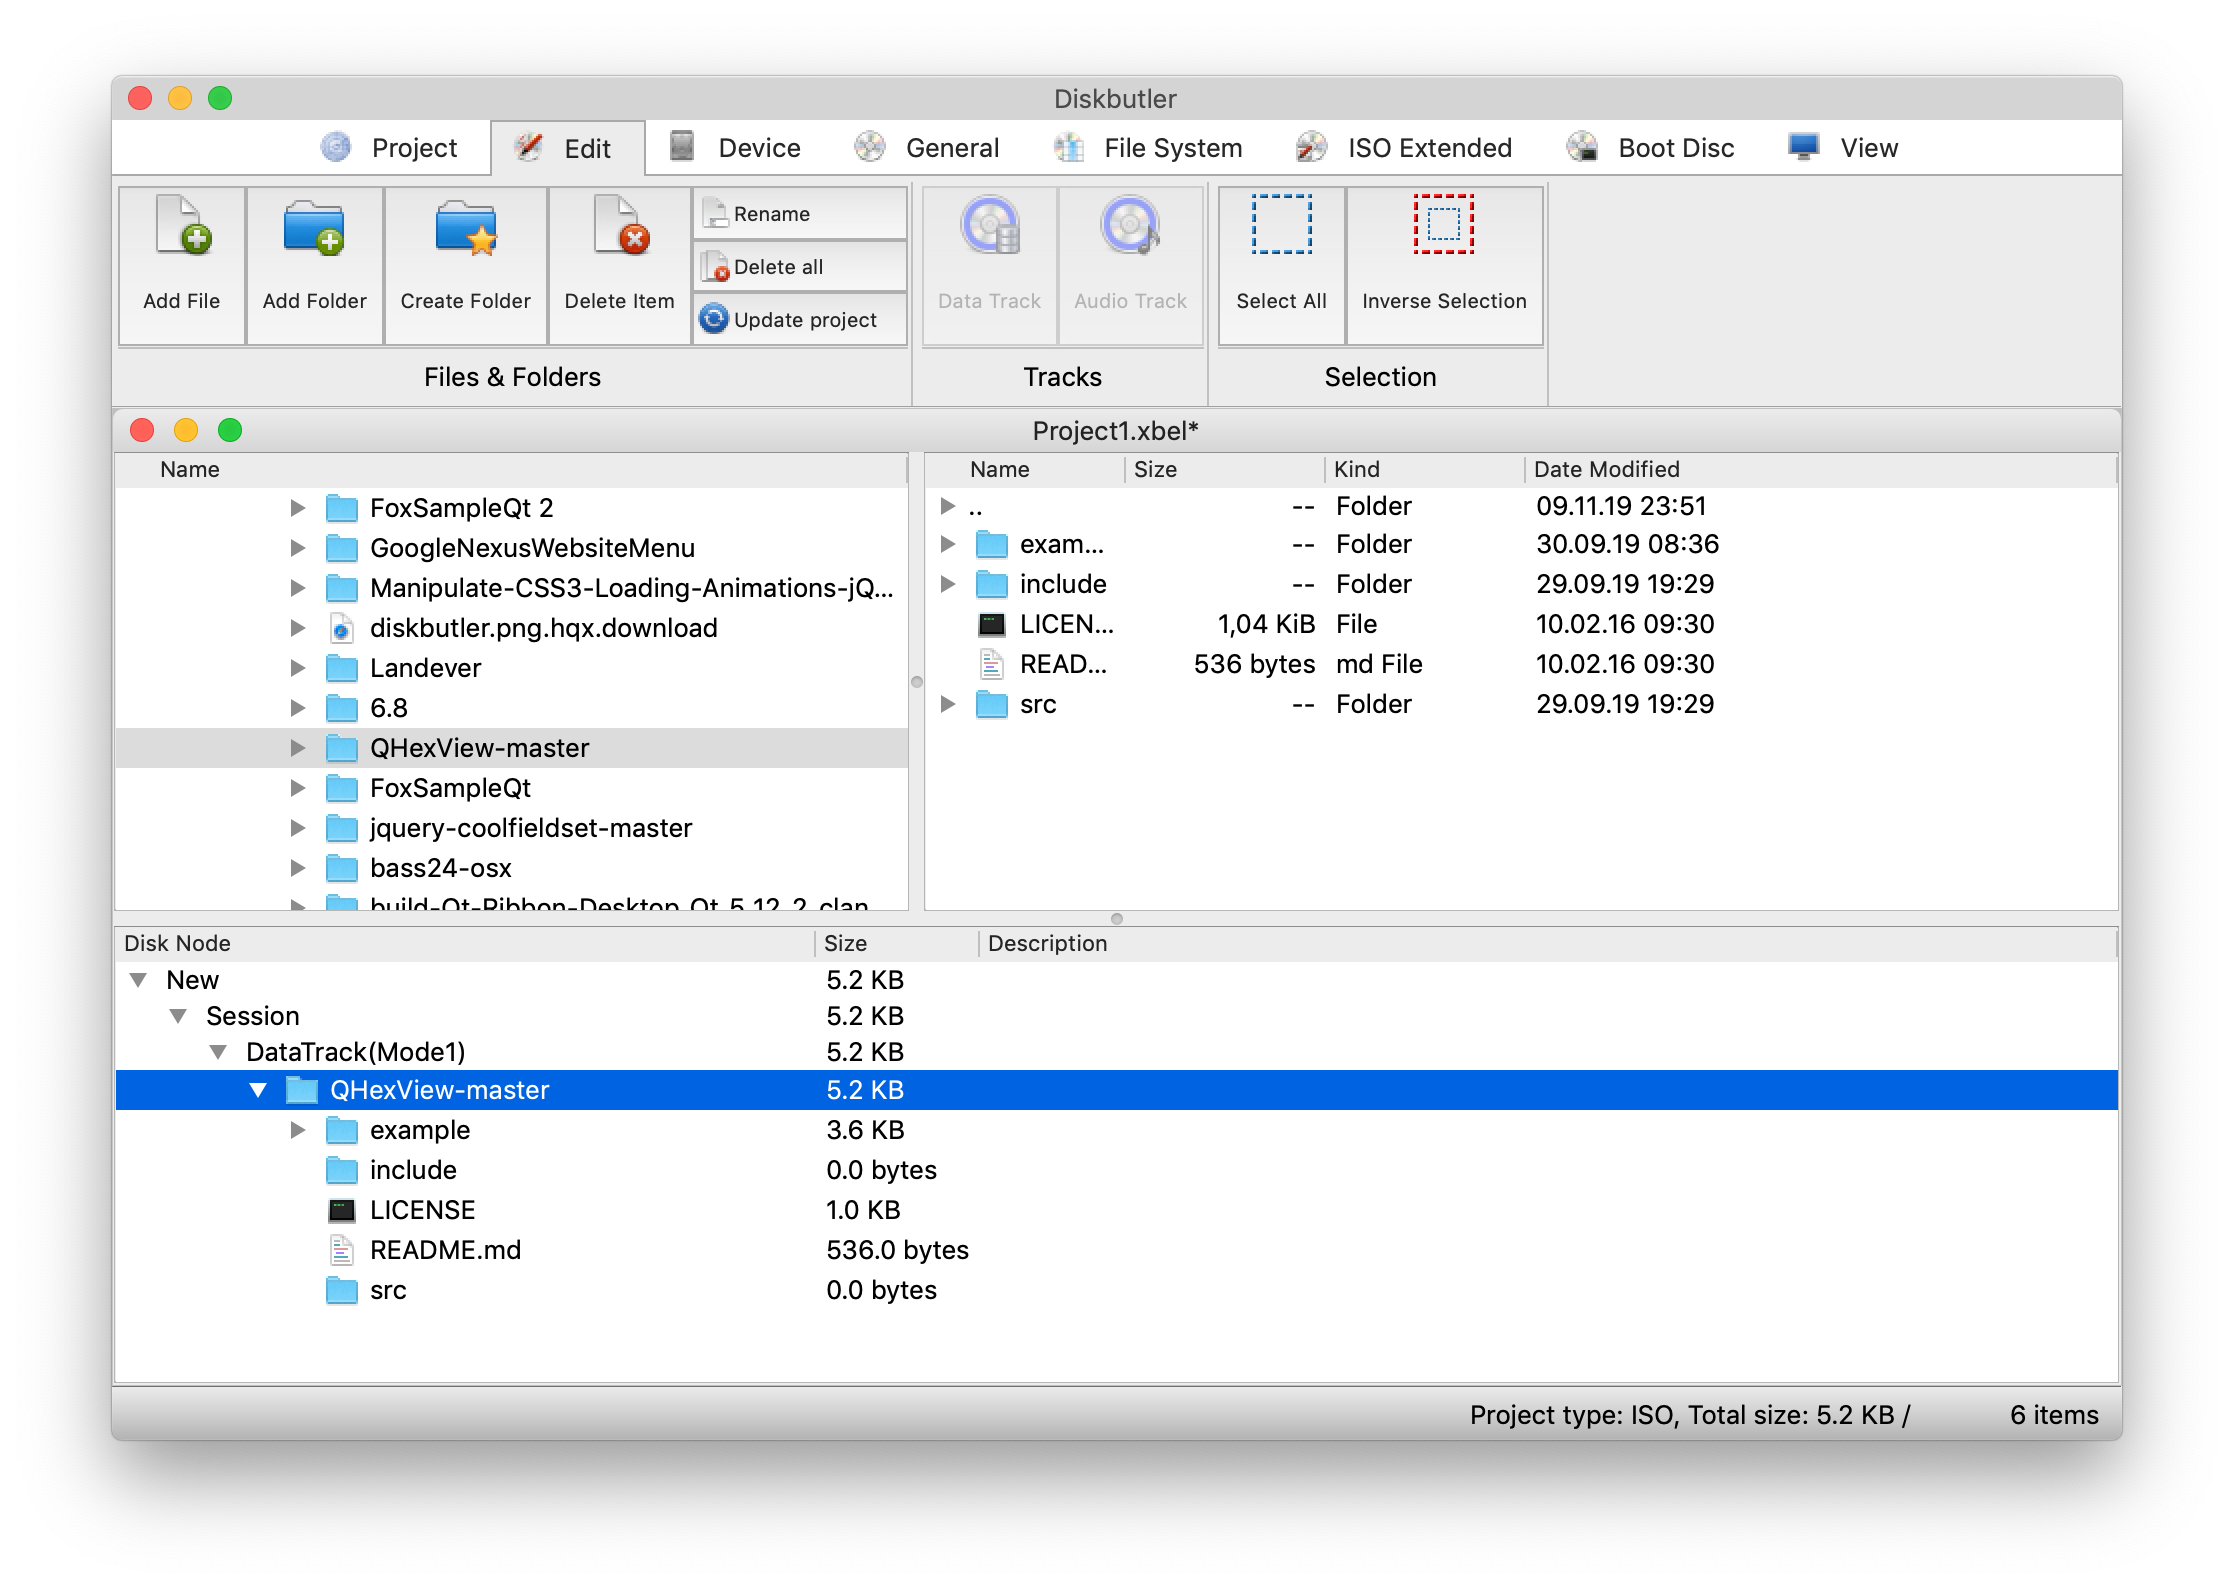 Diskbutler
Project Edit Device General File System ISO Extended Boot Disc View
Rename
Delete all
Add File Add Folder Create Folder Delete Item Data Track Audio Track Select All Inverse Selection
Update project
Files & Folders Tracks Selection
Project1.xbel*
Name
FoxSampleQt 2
GoogleNexusWebsiteMenu
Manipulate-CSS3-Loading-Animations-jQ...
diskbutler.png.hqx.download
Landever
6.8
QHexView-master
FoxSampleQt
jquery-coolfieldset-master
bass24-osx
build-Qt-Ribbon-Desktop_Qt_5_12_2_clan
Name Size Kind Date Modified
.. -- Folder 09.11.19 23:51
exam... -- Folder 30.09.19 08:36
include -- Folder 29.09.19 19:29
LICEN... 1,04 KiB File 10.02.16 09:30
READ... 536 bytes md File 10.02.16 09:30
src -- Folder 29.09.19 19:29
Disk Node Size Description
New 5.2 KB
Session 5.2 KB
DataTrack(Mode1) 5.2 KB
QHexView-master 5.2 KB
example 3.6 KB
include 0.0 bytes
LICENSE 1.0 KB
README.md 536.0 bytes
src 0.0 bytes
Project type: ISO, Total size: 5.2 KB / 6 items